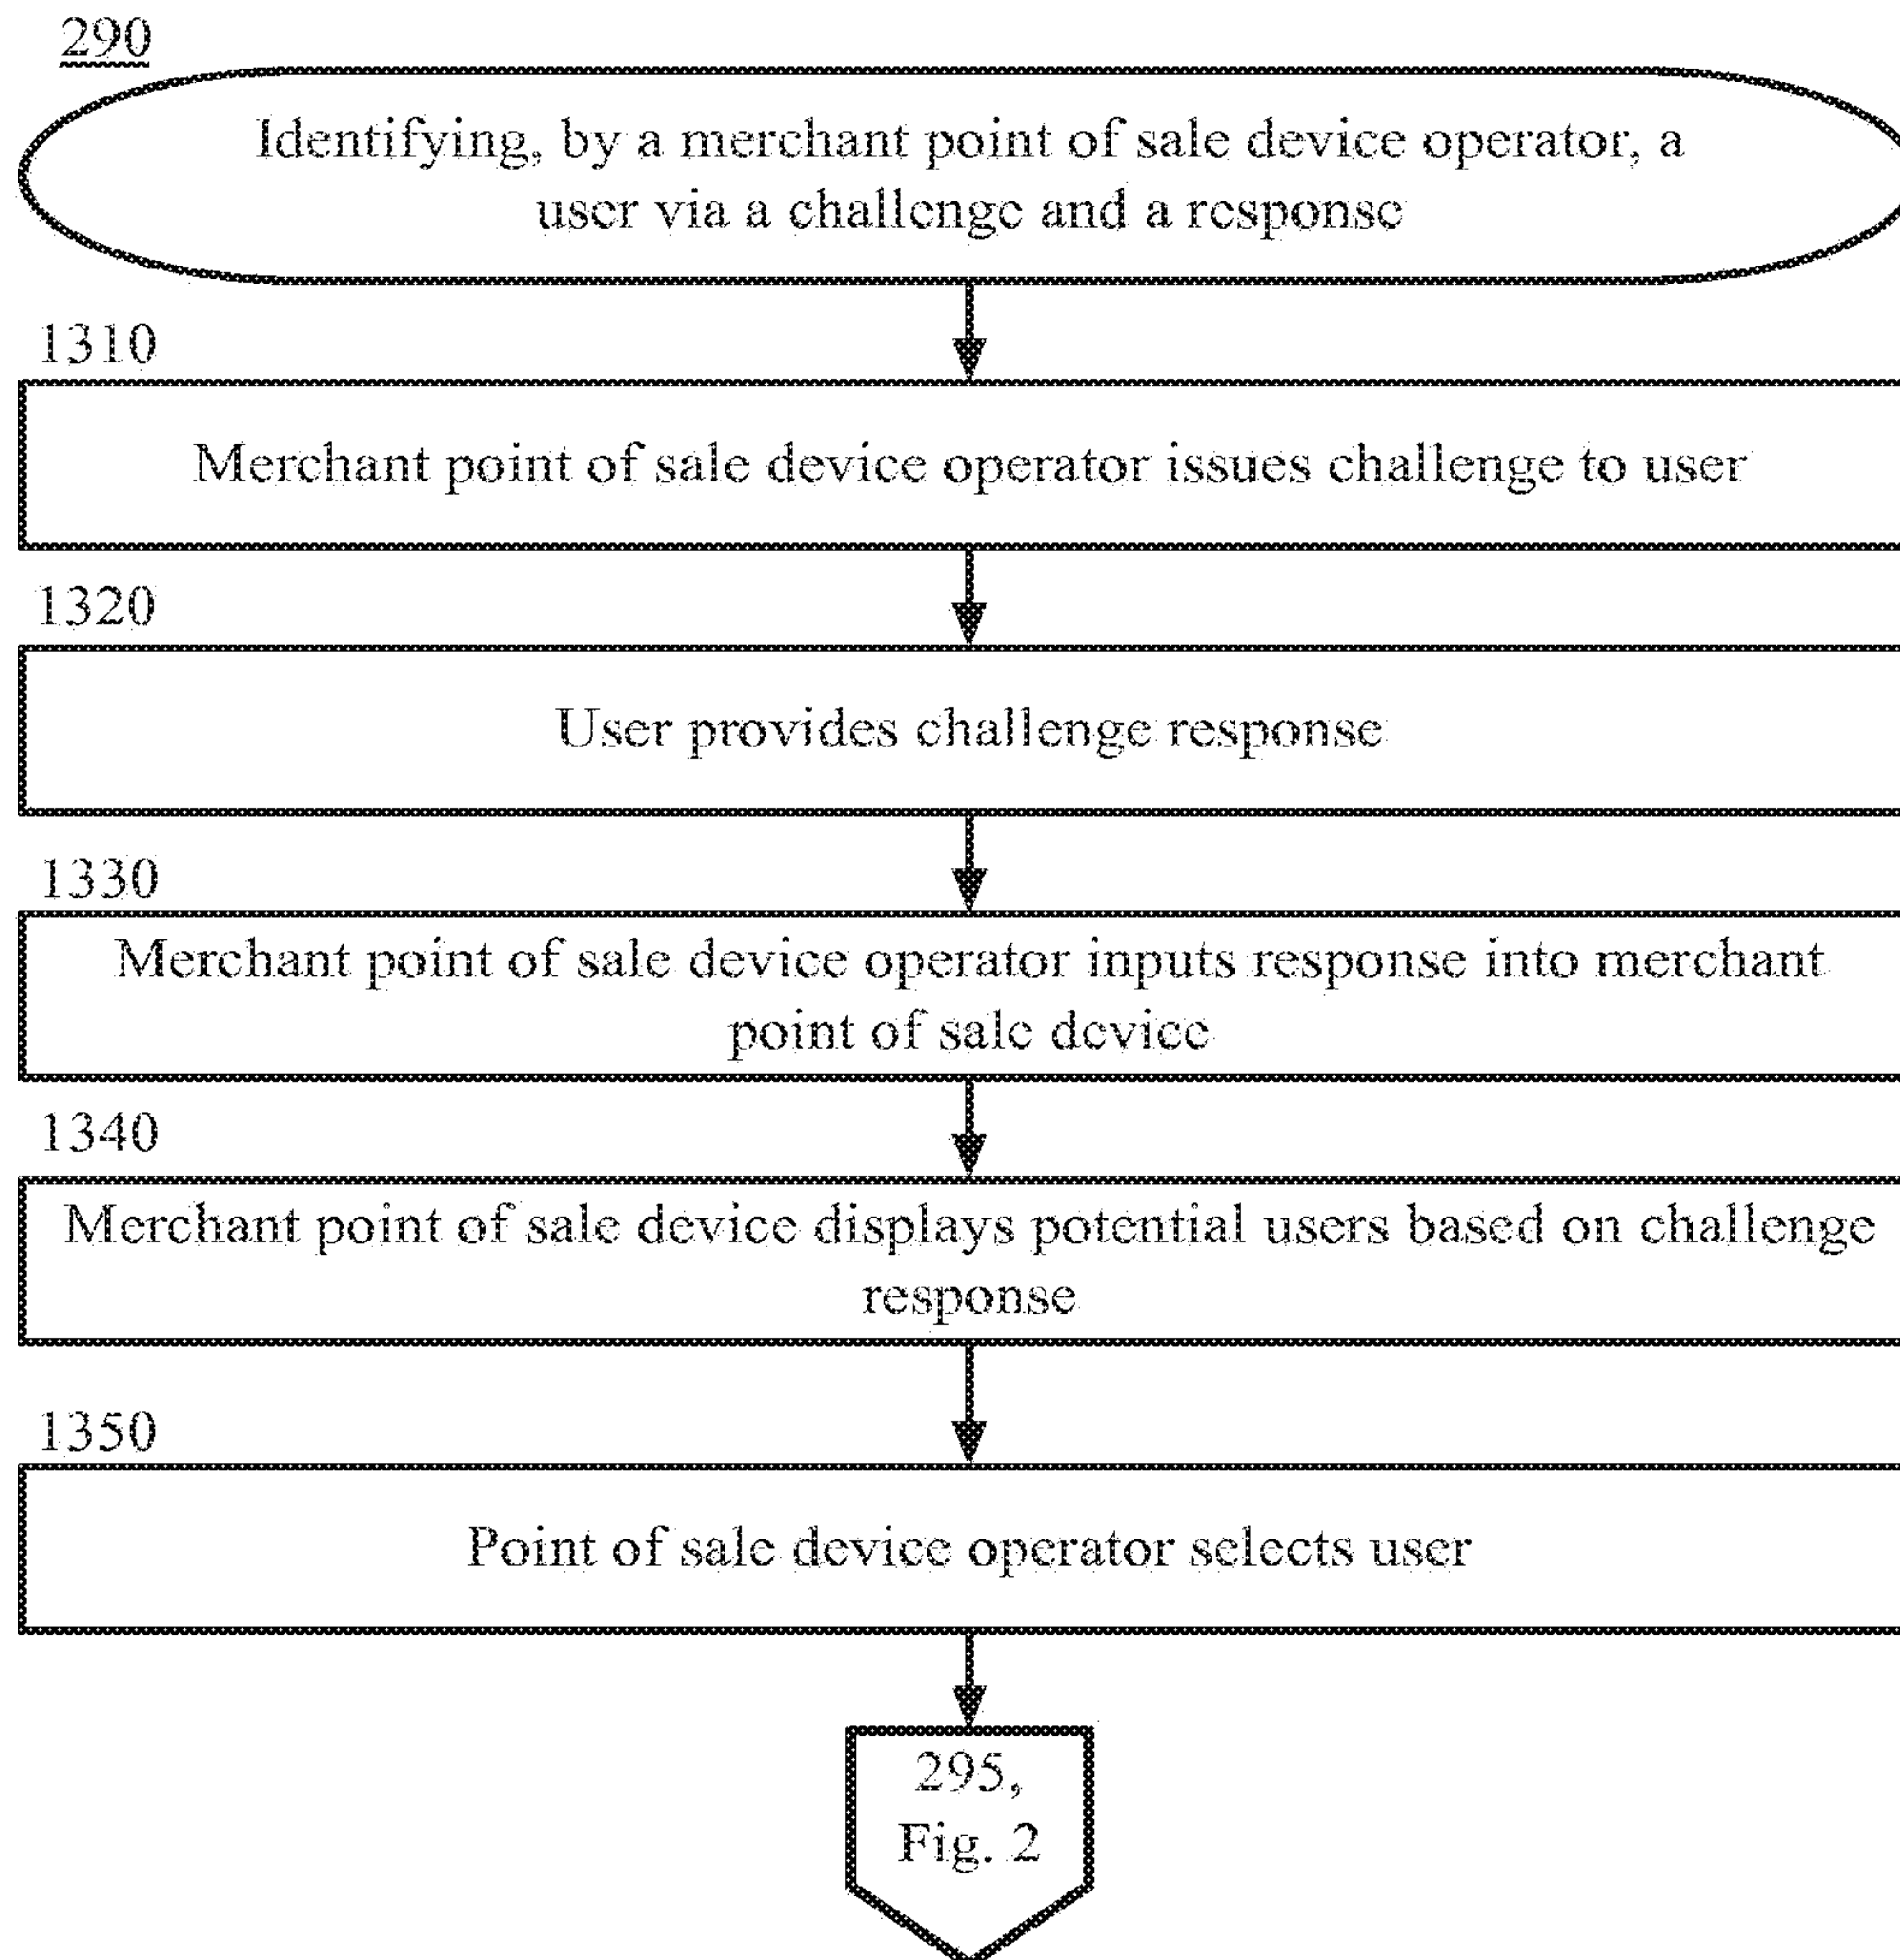 290
Identifying, by a merchant point of sale device operator, a
user via a challenge and a response
1310
Merchant point of sale device operator issues challenge to user
1320
User provides challenge response
1330
Merchant point of sale device operator inputs response into merchant
point of sale device
1340
Merchant point of sale device displays potential users based on challenge
response
1350
Point of sale device operator selects user
295,
Fig. 2